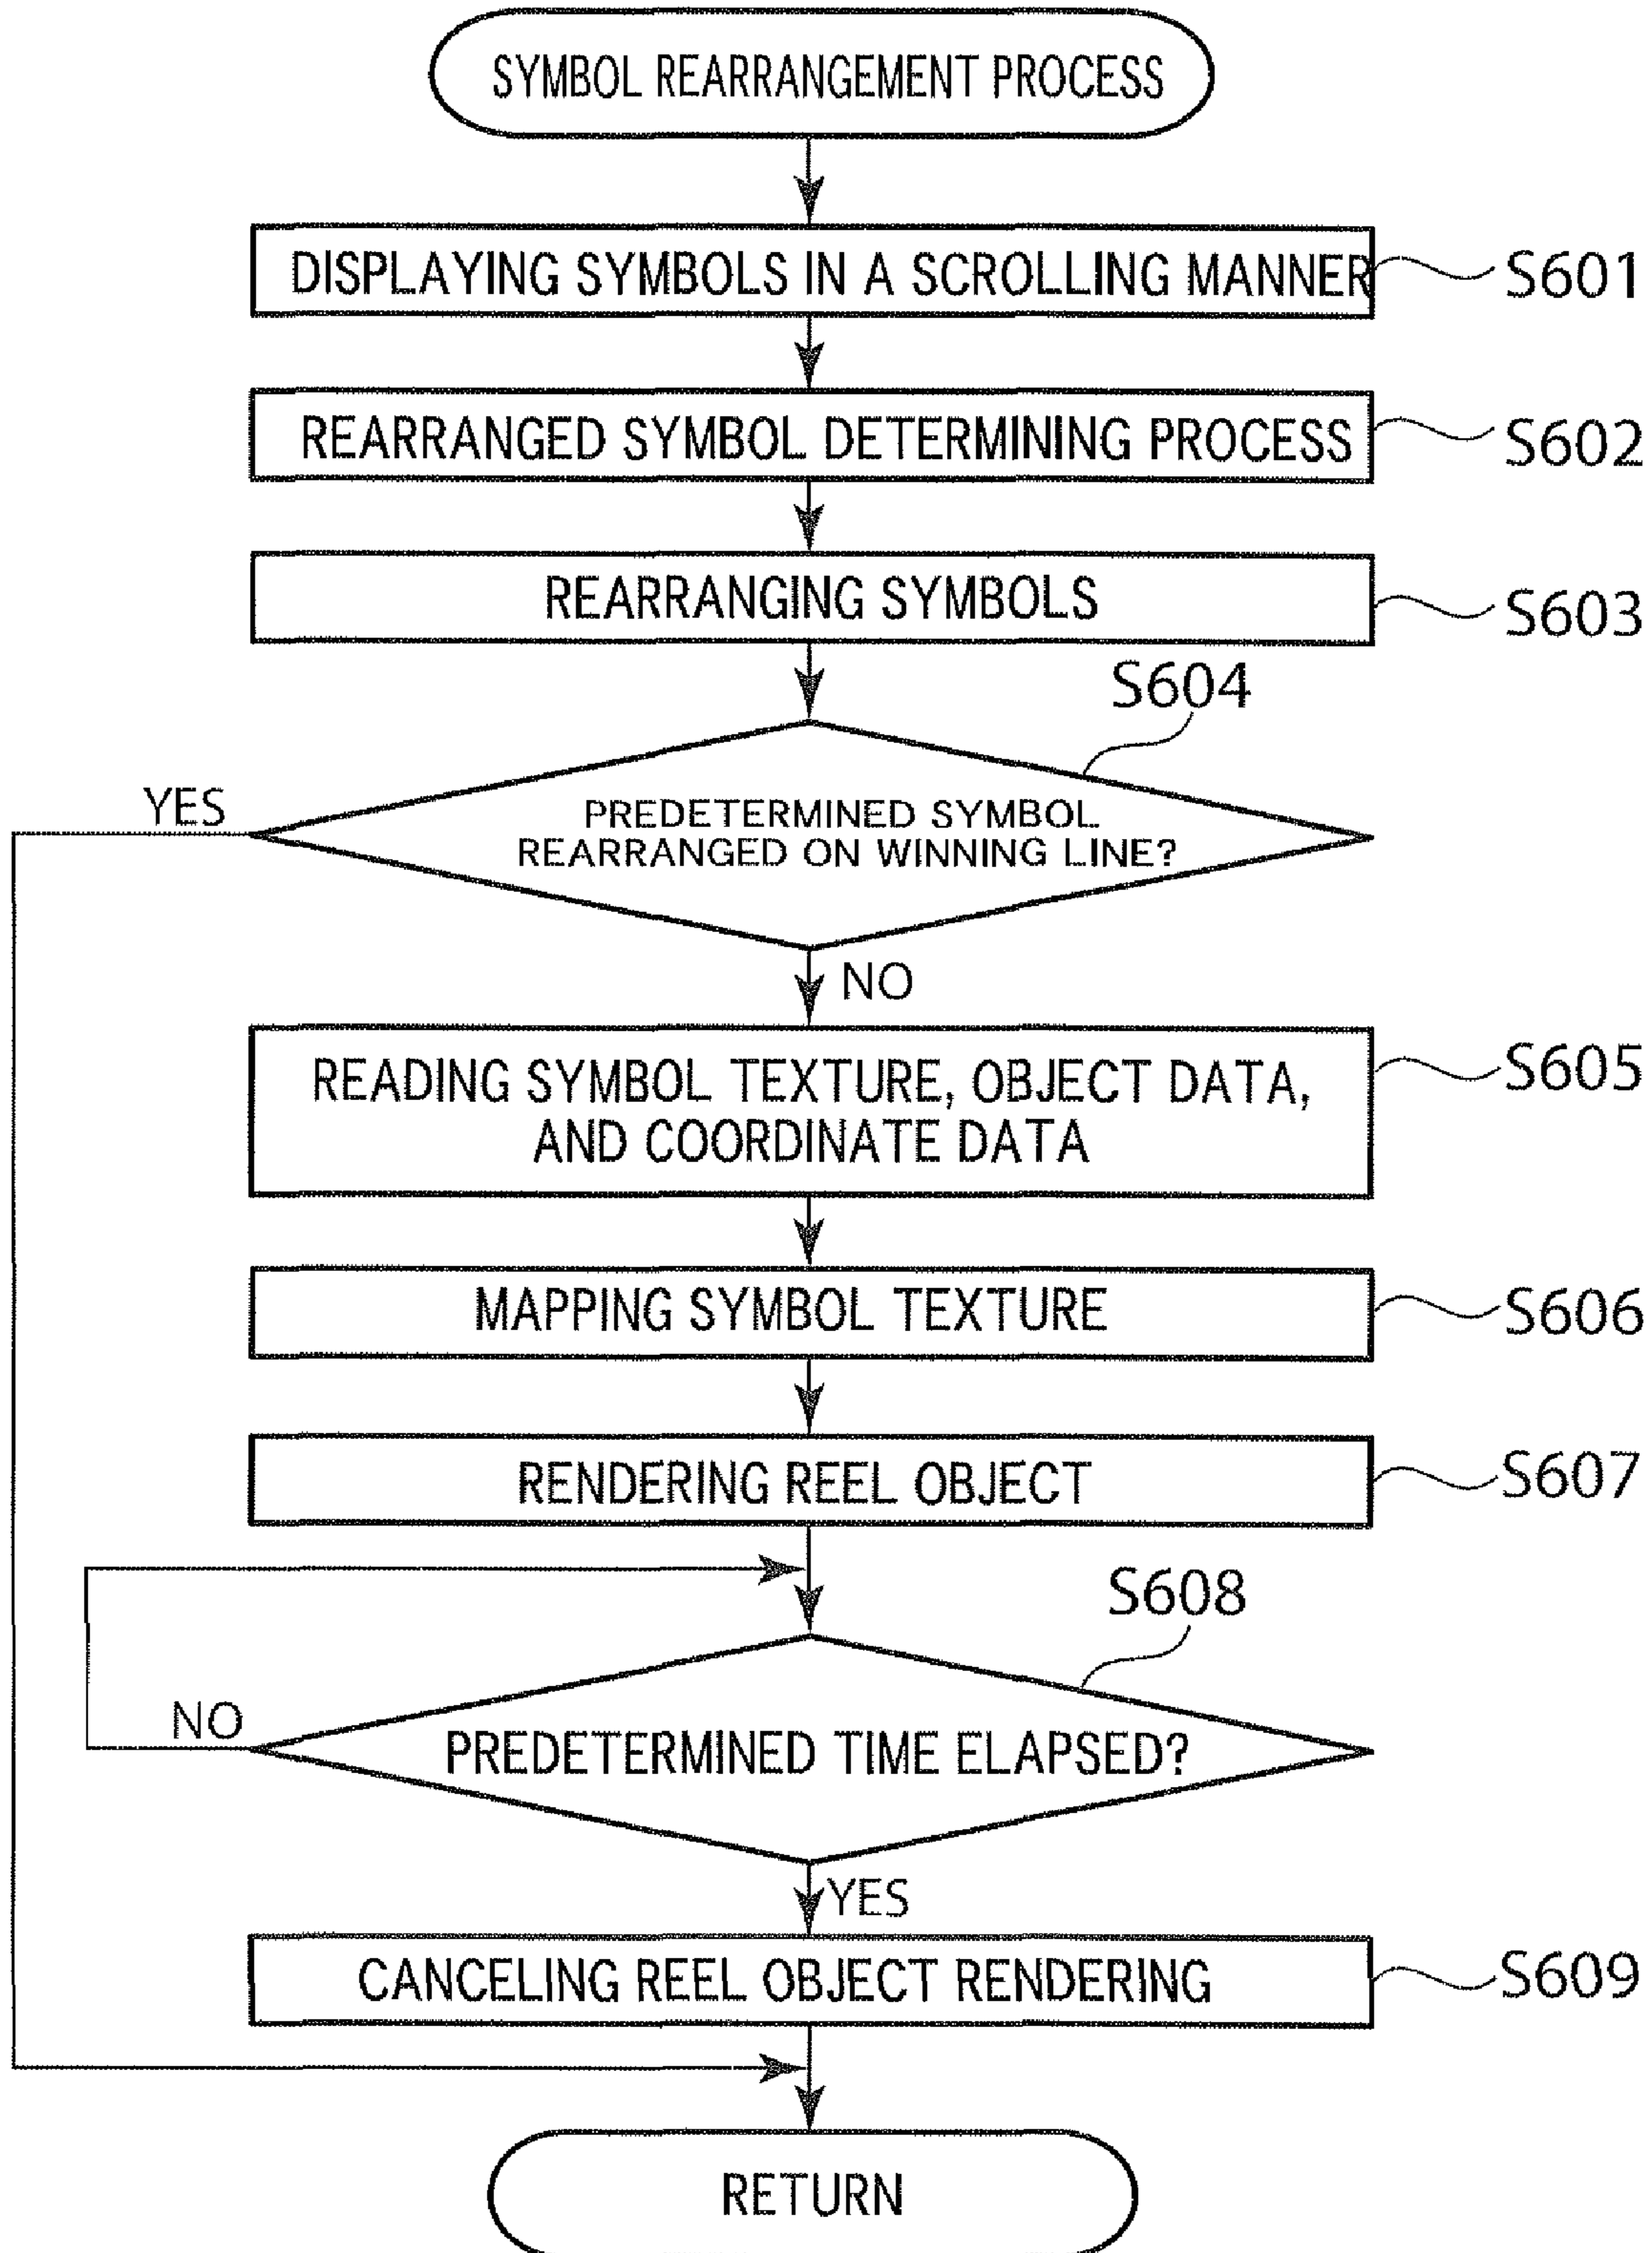 SYMBOL REARRANGEMENT PROCESS
DISPLAYING SYMBOLS IN A SCROLLING MANNER
S601
REARRANGED SYMBOL DETERMINING PROCESS
S602
REARRANGING SYMBOLS
S603
S604
YES
PREDETERMINED SYMBOL
REARRANGED ON WINNING LINE?
NO
READING SYMBOL TEXTURE, OBJECT DATA,
AND COORDINATE DATA
S605
MAPPING SYMBOL TEXTURE
S606
RENDERING REEL OBJECT
S607
S608
NO
PREDETERMINED TIME ELAPSED?
YES
CANCELING REEL OBJECT RENDERING
S609
RETURN